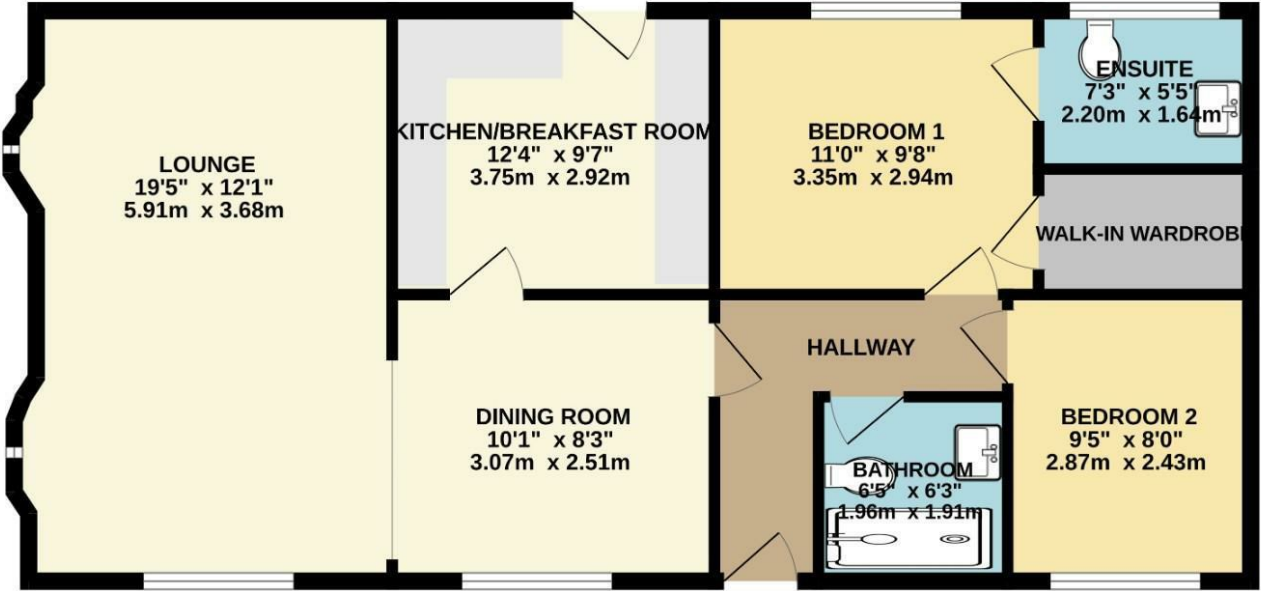 LOUNGE
19'5" x 12'1"
5.91m x 3.68m
KITCHEN/BREAKFAST ROOM
12'4" x 9'7"
3.75m x 2.92m
BEDROOM 1
11'0" x 9'8"
3.35m x 2.94m
ENSUITE
7'3" x 5'5"
2.20m x 1.64m
WALK-IN WARDROBE
HALLWAY
DINING ROOM
10'1" x 8'3"
3.07m x 2.51m
BATHROOM
6'5" x 6'3"
1.96m x 1.91m
BEDROOM 2
9'5" x 8'0"
2.87m x 2.43m